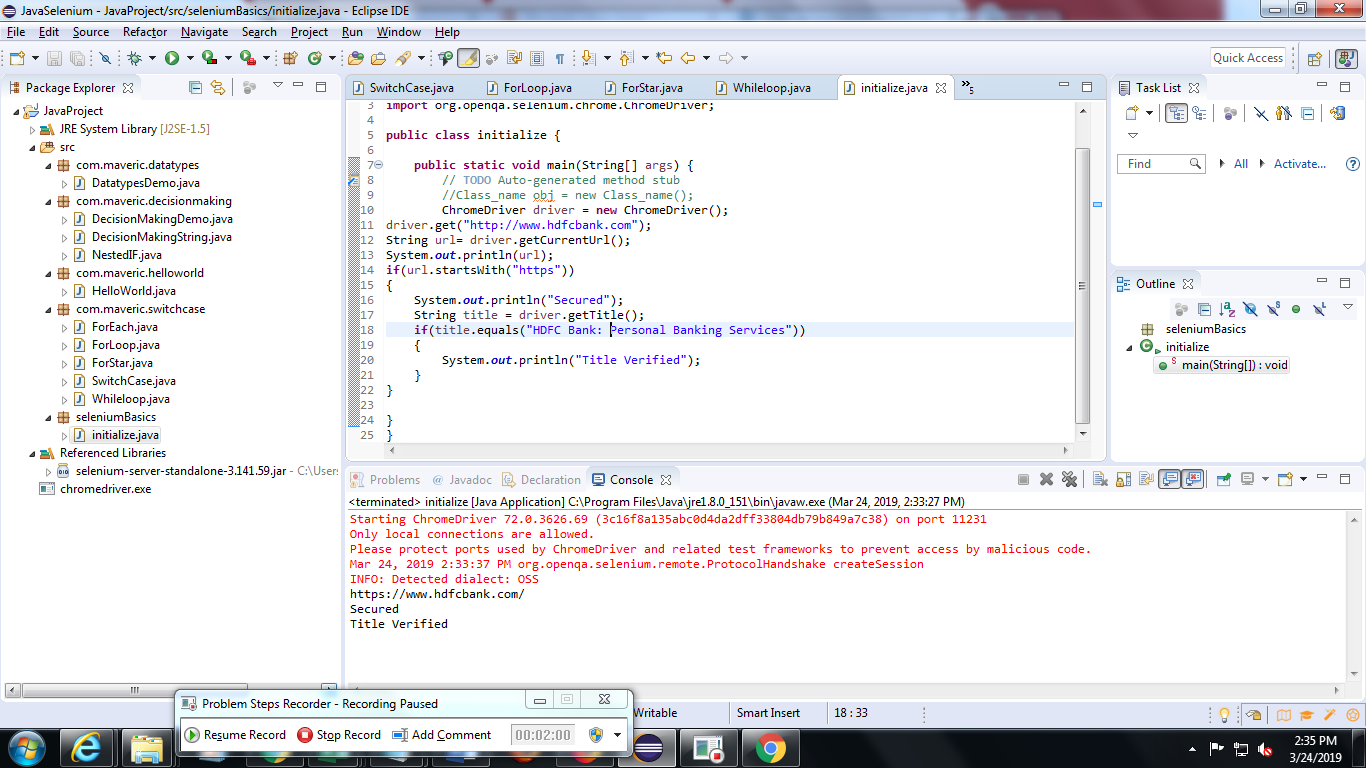 JavaSelenium - JavaProject/src/seleniumBasics/initialize.java - Eclipse IDE
File Edit Source Refactor Navigate Search Project Run Window Help
Quick Access
Package Explorer
JavaProject
JRE System Library [J2SE-1.5]
src
com.maveric.datatypes
DatatypesDemo.java
com.maveric.decisionmaking
DecisionMakingDemo.java
DecisionMakingString.java
NestedIF.java
com.maveric.helloworld
HelloWorld.java
com.maveric.switchcase
ForEach.java
ForLoop.java
ForStar.java
SwitchCase.java
Whileloop.java
seleniumBasics
initialize.java
Referenced Libraries
selenium-server-standalone-3.141.59.jar - C:\Users
chromedriver.exe
SwitchCase.java ForLoop.java ForStar.java Whileloop.java initialize.java »5
3 import org.openqa.selenium.chrome.ChromeDriver;
4
5 public class initialize {
6
7 public static void main(String[] args) {
8 // TODO Auto-generated method stub
9 //Class_name obj = new Class_name();
10 ChromeDriver driver = new ChromeDriver();
11 driver.get("http://www.hdfcbank.com");
12 String url= driver.getCurrentUrl();
13 System.out.println(url);
14 if(url.startsWith("https"))
15 {
16 System.out.println("Secured");
17 String title = driver.getTitle();
18 if(title.equals("HDFC Bank: Personal Banking Services"))
19 {
20 System.out.println("Title Verified");
21 }
22 }
23
24 }
25 }
Task List
Find All Activate...
Outline
seleniumBasics
initialize
main(String[]) : void
Problems @ Javadoc Declaration Console
<terminated> initialize [Java Application] C:\Program Files\Java\jre1.8.0_151\bin\javaw.exe (Mar 24, 2019, 2:33:27 PM)
Starting ChromeDriver 72.0.3626.69 (3c16f8a135abc0d4da2dff33804db79b849a7c38) on port 11231
Only local connections are allowed.
Please protect ports used by ChromeDriver and related test frameworks to prevent access by malicious code.
Mar 24, 2019 2:33:37 PM org.openqa.selenium.remote.ProtocolHandshake createSession
INFO: Detected dialect: OSS
https://www.hdfcbank.com/
Secured
Title Verified
Problem Steps Recorder - Recording Paused
Resume Record Stop Record Add Comment 00:02:00
Writable Smart Insert 18 : 33
2:35 PM
3/24/2019